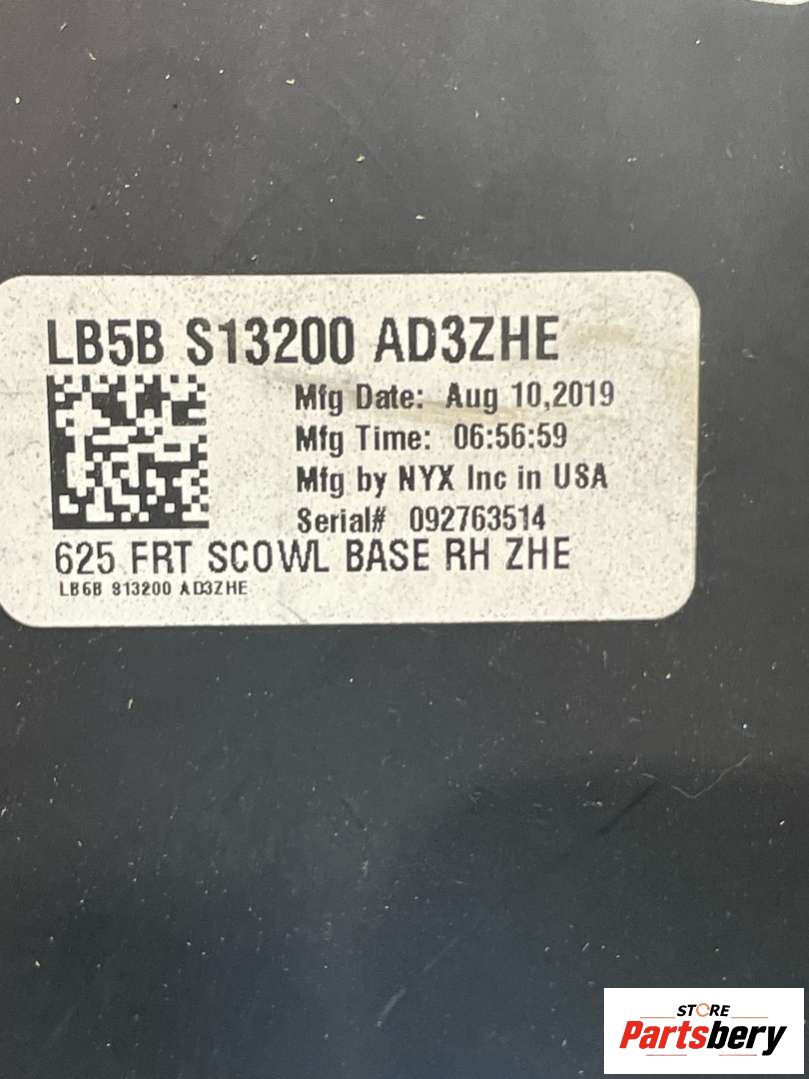 LB5B S13200 AD3ZHE
Mfg Date: Aug 10,2019
Mfg Time: 06:56:59
Mfg by NYX Inc in USA
Serial# 092763514
625 FRT SCOWL BASE RH ZHE
LB5B S13200 AD3ZHE
STORE
Partsbery